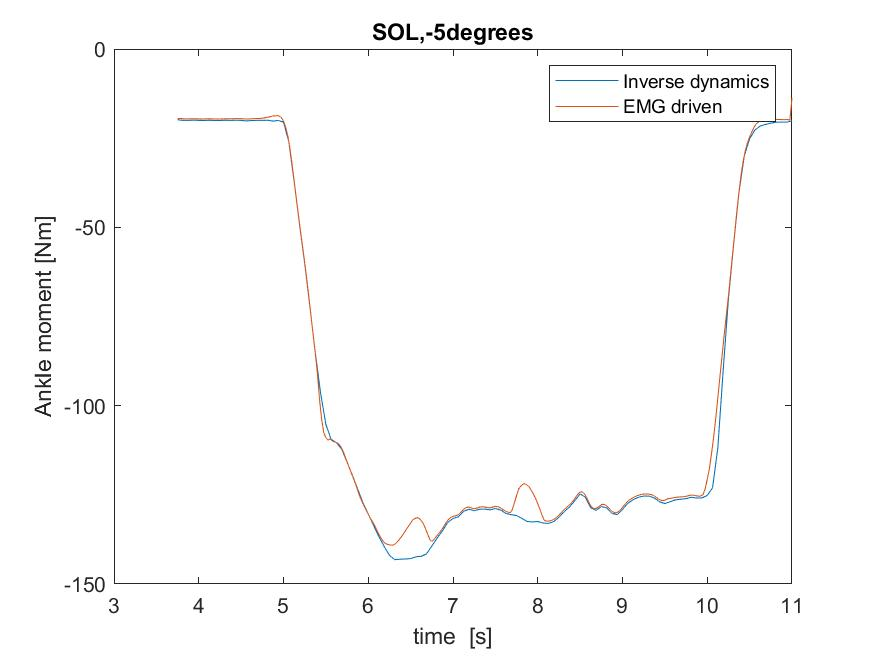 SOL,-5degrees
0
-50
-100
-150
Ankle moment [Nm]
Inverse dynamics
EMG driven
3 4 5 6 7 8 9 10 11
time [s]